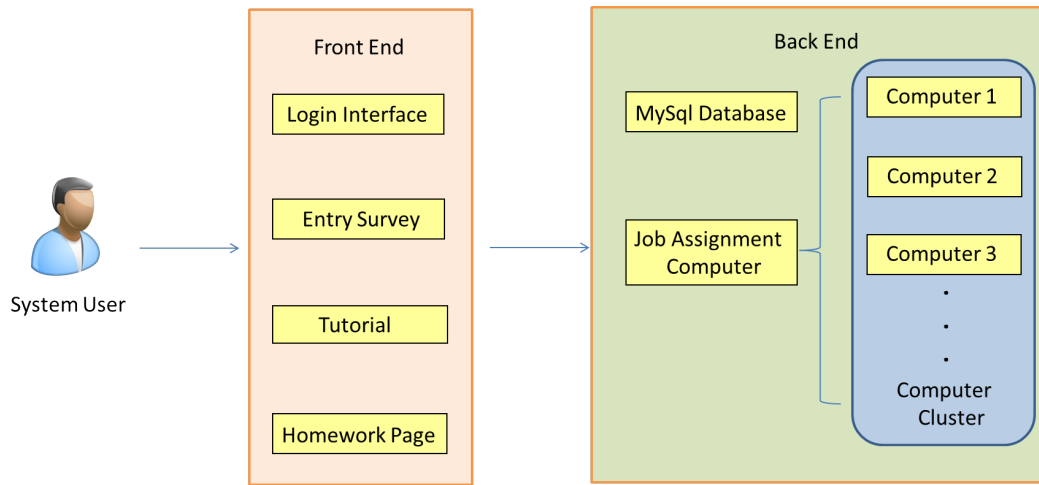 System User
Front End
Login Interface
Entry Survey
Tutorial
Homework Page
Back End
MySql Database
Job Assignment
Computer
Computer 1
Computer 2
Computer 3
.
.
.
Computer
Cluster